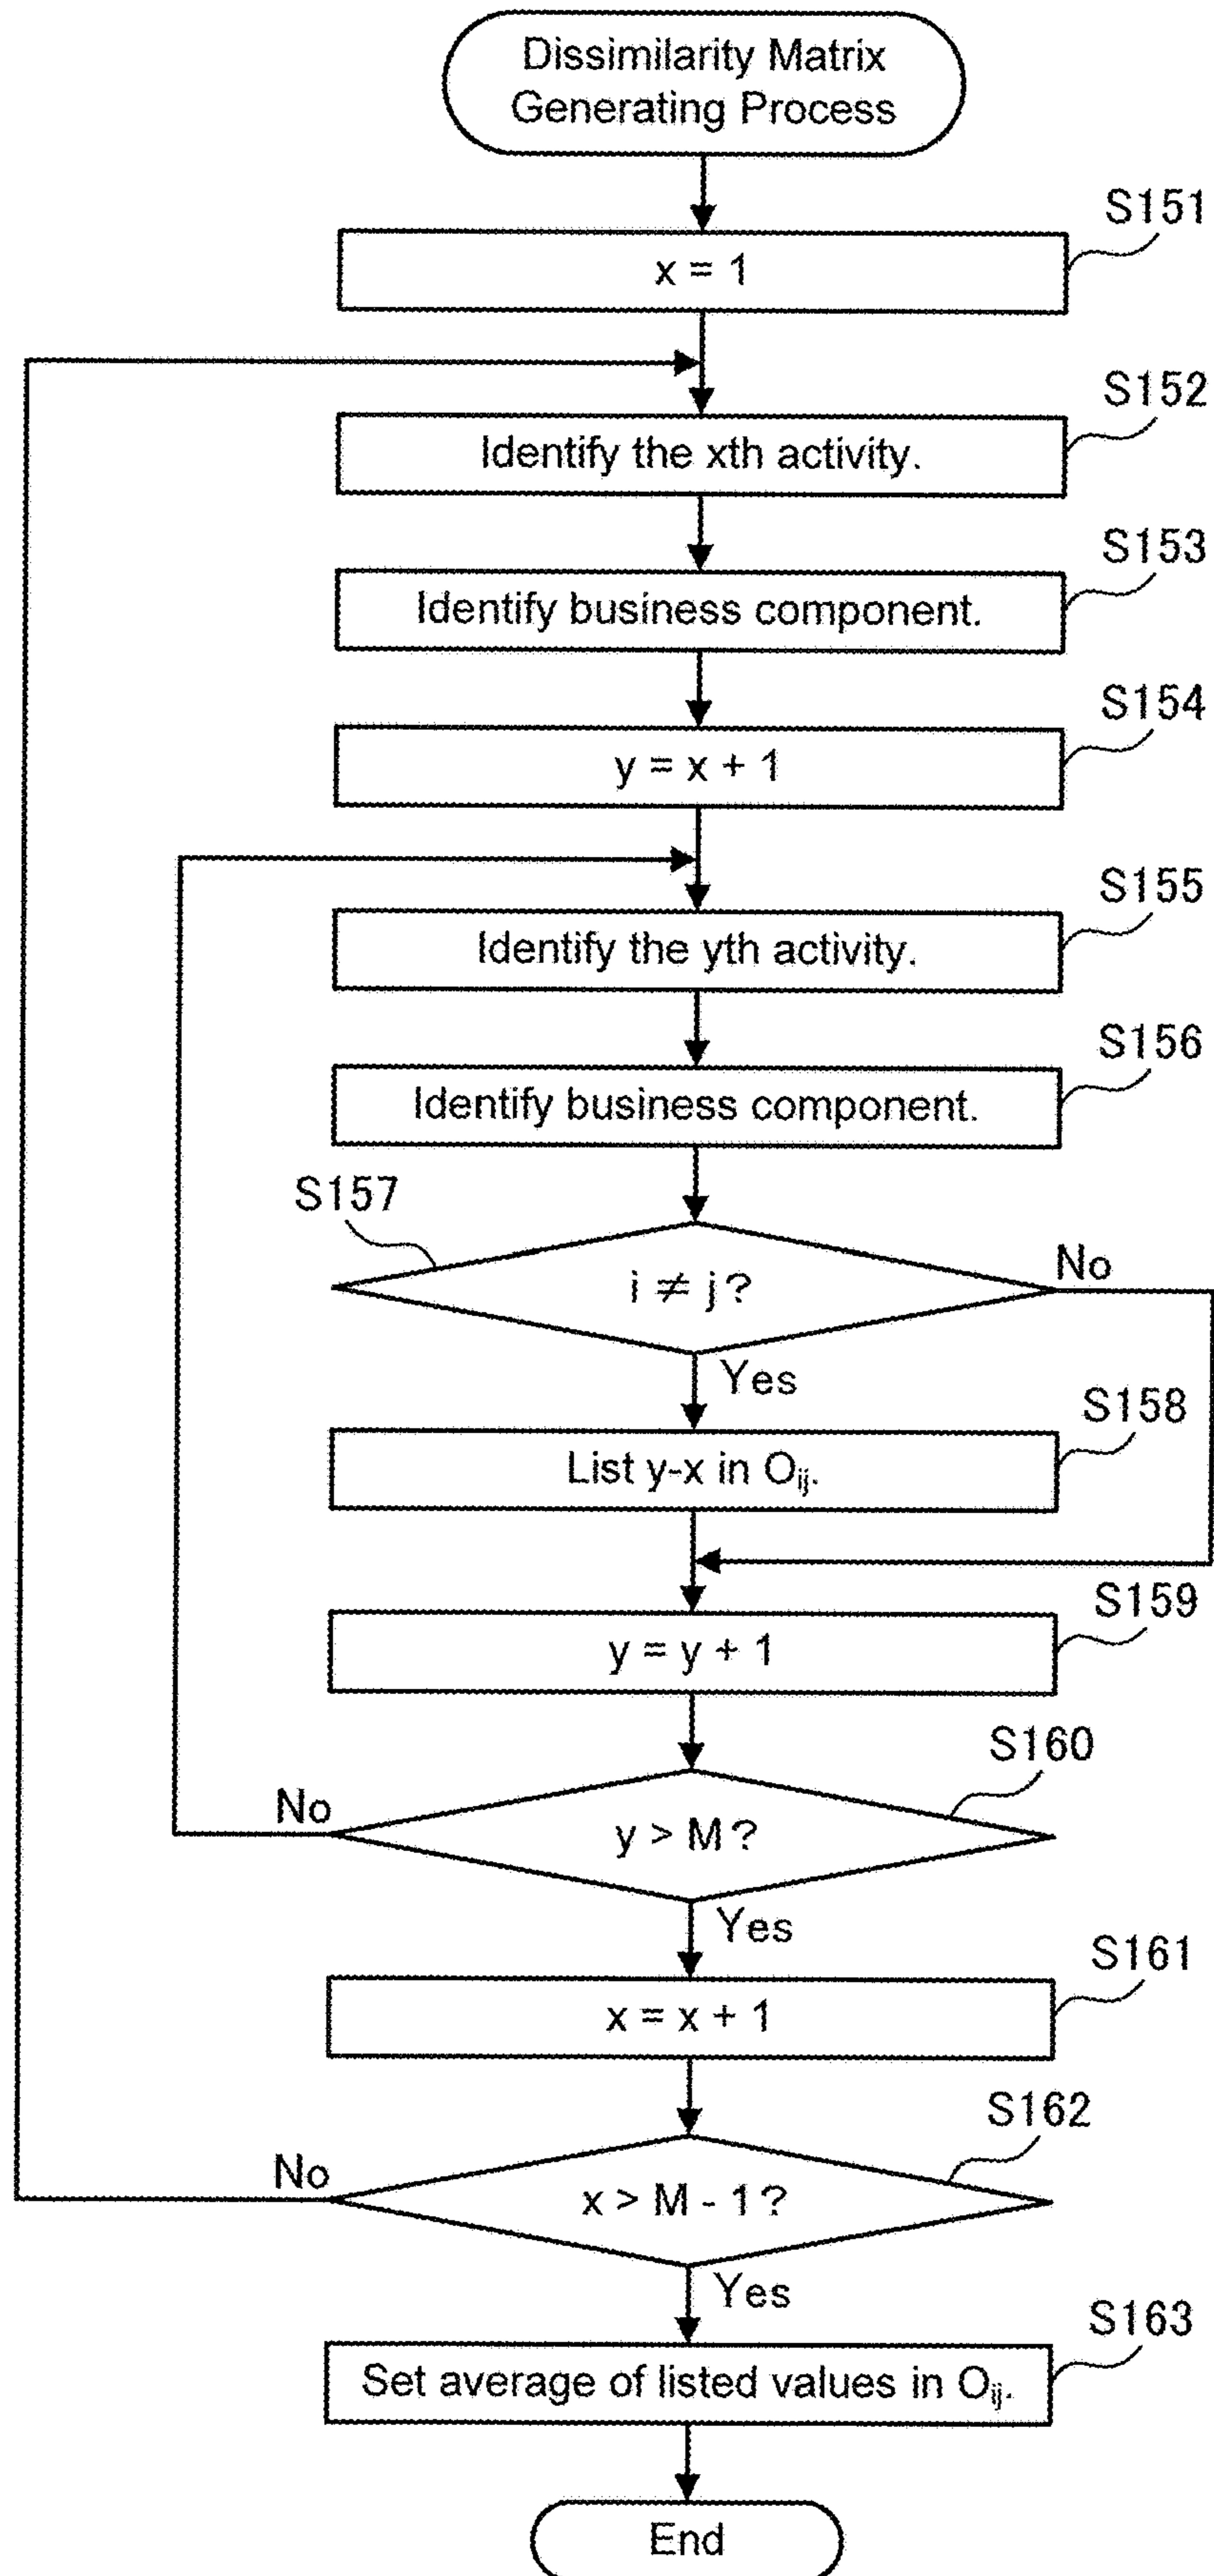 Dissimilarity Matrix
Generating Process
S151
x = 1
S152
Identify the xth activity.
S153
Identify business component.
S154
y = x + 1
S155
Identify the yth activity.
S156
Identify business component.
S157
i ≠ j?
No
Yes
S158
List y-x in Oij.
S159
y = y + 1
S160
No
y > M?
Yes
S161
x = x + 1
S162
No
x > M - 1?
Yes
S163
Set average of listed values in Oij.
End